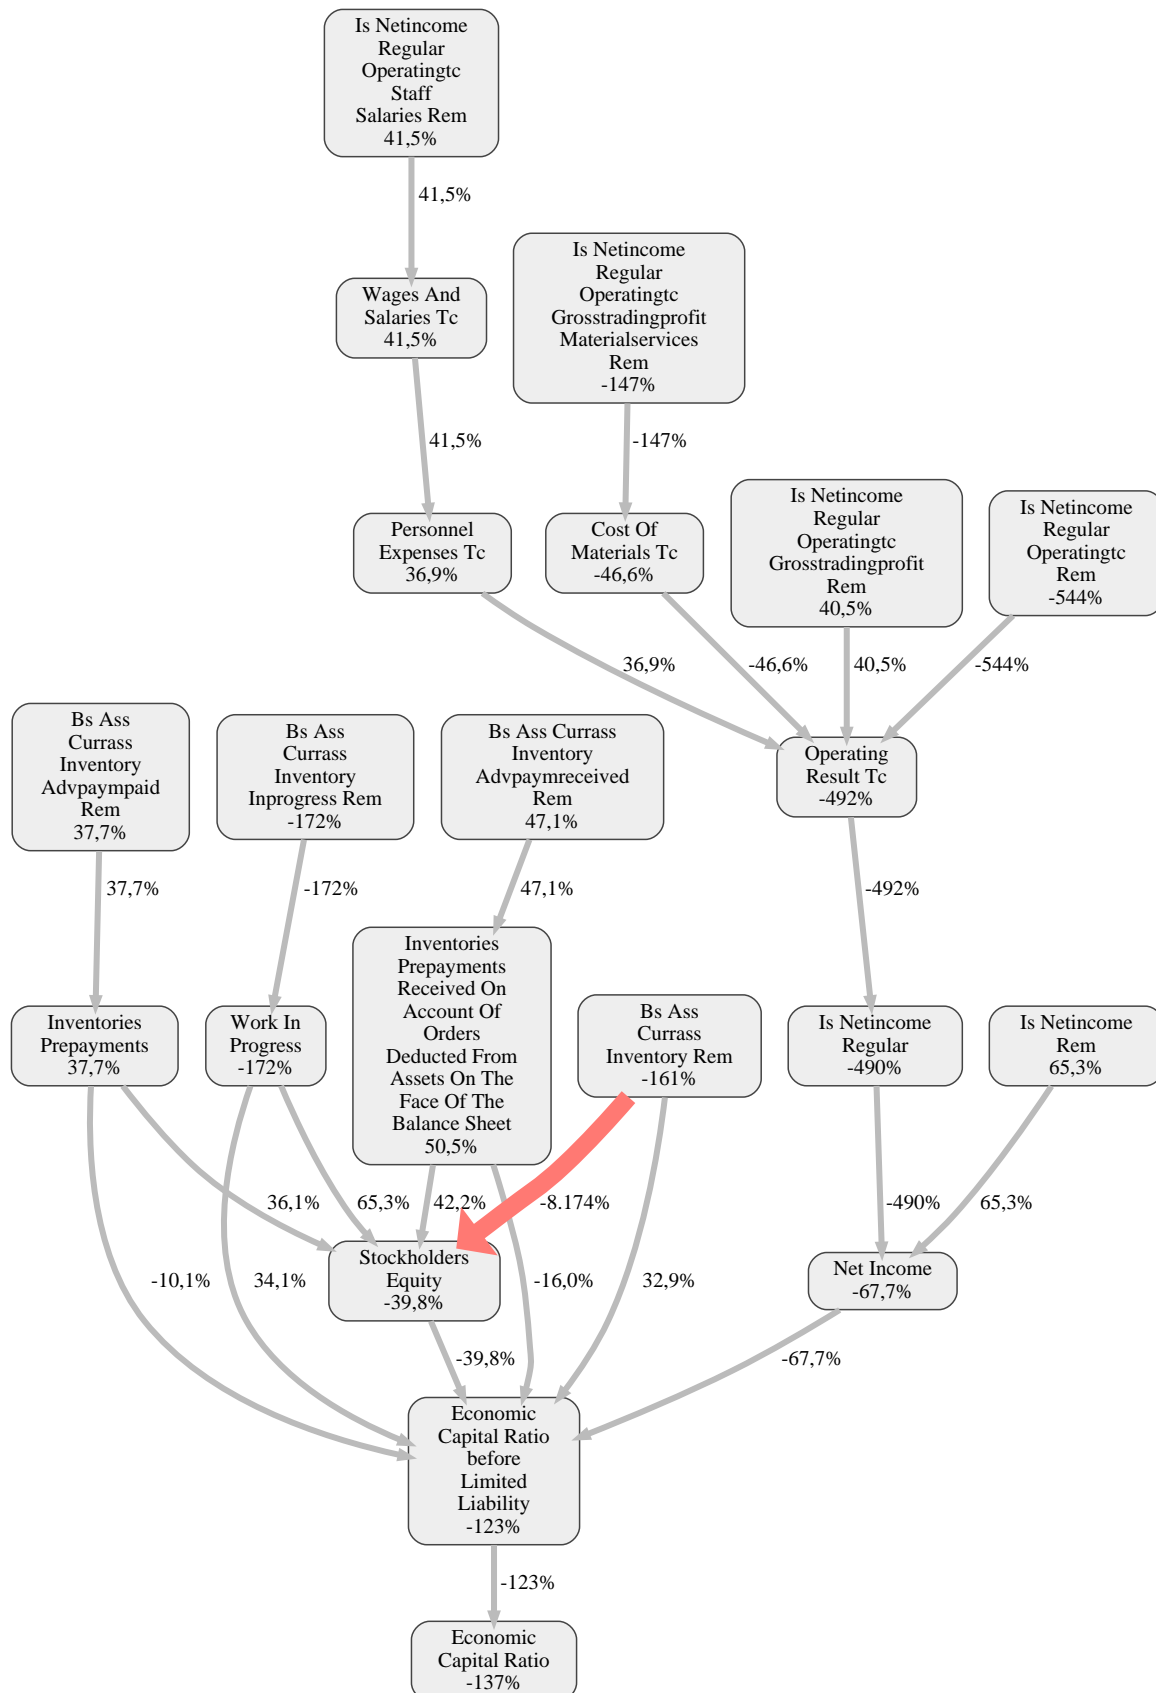 Is Netincome
Regular
Operatingtc
Staff
Salaries Rem
41,5%
41,5%
Is Netincome
Regular
Operatingtc
Grosstradingprofit
Materialservices
Rem
-147%
Wages And
Salaries Tc
41,5%
41,5%
-147%
Is Netincome
Regular
Operatingtc
Grosstradingprofit
Rem
40,5%
Is Netincome
Regular
Operatingtc
Rem
-544%
Personnel
Expenses Tc
36,9%
Cost Of
Materials Tc
-46,6%
36,9%
-46,6%
40,5%
-544%
Bs Ass
Currass
Inventory
Advpaympaid
Rem
37,7%
Bs Ass
Currass
Inventory
Inprogress Rem
-172%
Bs Ass Currass
Inventory
Advpaymreceived
Rem
47,1%
Operating
Result Tc
-492%
37,7%
-172%
47,1%
-492%
Inventories
Prepayments
Received On
Account Of
Orders
Deducted From
Assets On The
Face Of The
Balance Sheet
50,5%
Inventories
Prepayments
37,7%
Work In
Progress
-172%
Bs Ass
Currass
Inventory Rem
-161%
Is Netincome
Regular
-490%
Is Netincome
Rem
65,3%
36,1%
65,3%
42,2%
-8.174%
-490%
65,3%
Stockholders
Equity
-39,8%
Net Income
-67,7%
-10,1%
34,1%
-16,0%
32,9%
-39,8%
-67,7%
Economic
Capital Ratio
before
Limited
Liability
-123%
-123%
Economic
Capital Ratio
-137%